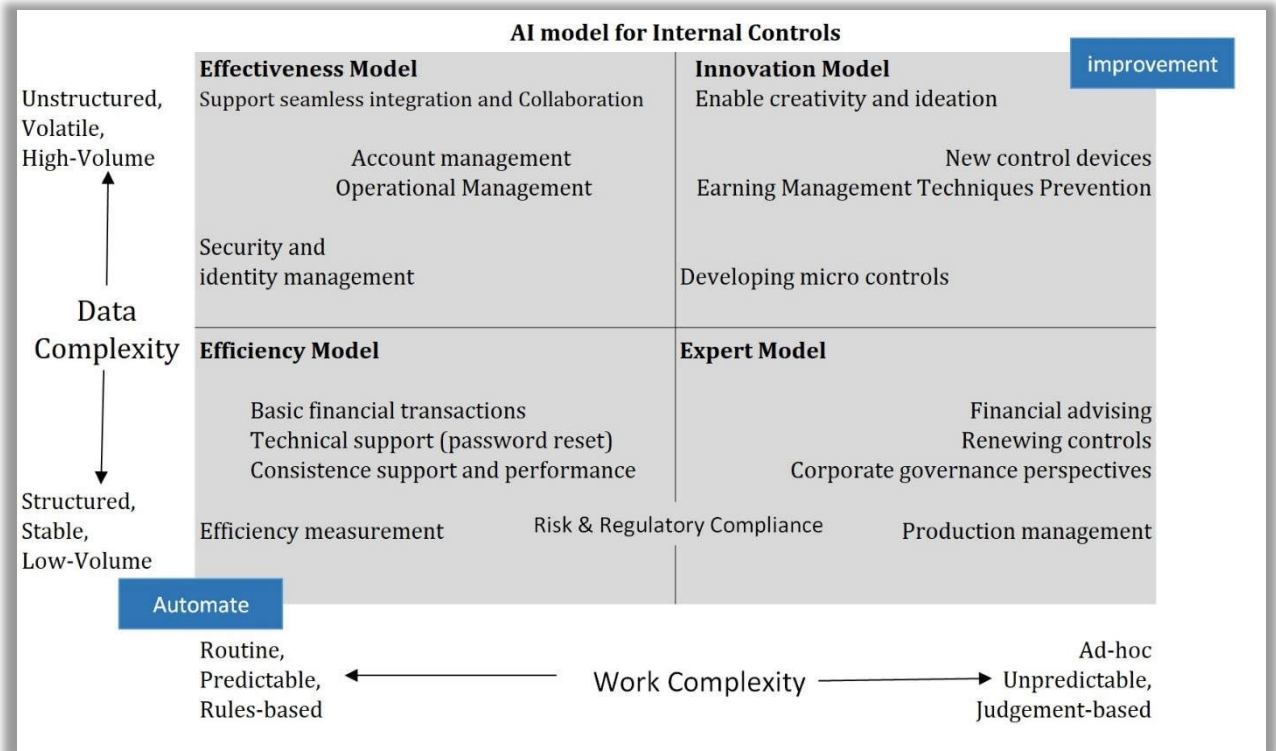 AI model for Internal Controls
improvement
Effectiveness Model
Support seamless integration and Collaboration
Account management
Operational Management
Security and
identity management
Innovation Model
Enable creativity and ideation
New control devices
Earning Management Techniques Prevention
Developing micro controls
Unstructured,
Volatile,
High-Volume
Data
Complexity
Structured,
Stable,
Low-Volume
Efficiency Model
Basic financial transactions
Technical support (password reset)
Consistence support and performance
Efficiency measurement
Expert Model
Financial advising
Renewing controls
Corporate governance perspectives
Risk & Regulatory Compliance
Production management
Automate
Routine,
Predictable,
Rules-based
Work Complexity
Ad-hoc
Unpredictable,
Judgement-based